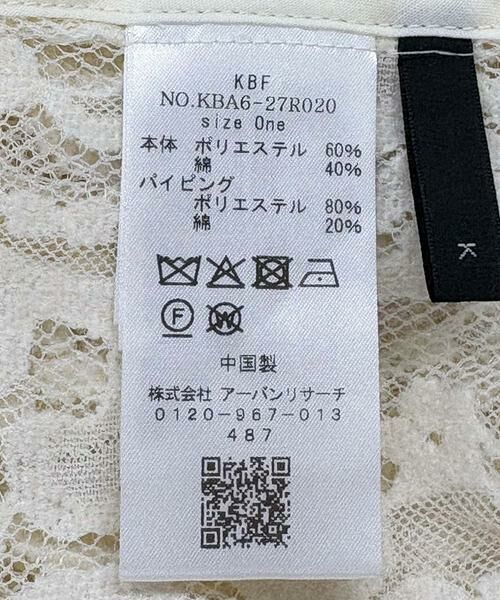 KBF
NO.KBA6-27R020
size One
本体 ポリエステル 60%
綿 40%
パイピング
ポリエステル 80%
綿 20%
F
W
中国製
株式会社 アーバンリサーチ
0120-967-013
487
K